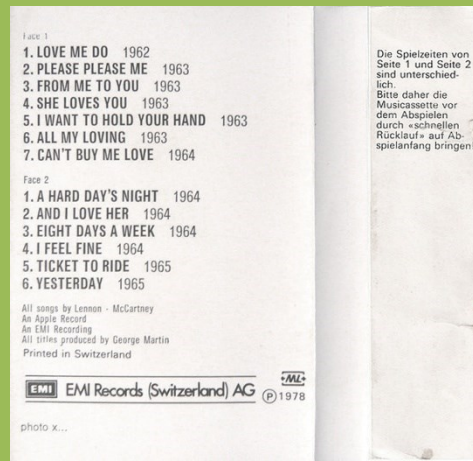 Face 1
1. LOVE ME DO 1962
2. PLEASE PLEASE ME 1963
3. FROM ME TO YOU 1963
4. SHE LOVES YOU 1963
5. I WANT TO HOLD YOUR HAND 1963
6. ALL MY LOVING 1963
7. CAN'T BUY ME LOVE 1964
Face 2
1. A HARD DAY'S NIGHT 1964
2. AND I LOVE HER 1964
3. EIGHT DAYS A WEEK 1964
4. I FEEL FINE 1964
5. TICKET TO RIDE 1965
6. YESTERDAY 1965
All songs by Lennon - McCartney
An Apple Record
An EMI Recording
All titles produced by George Martin
Printed in Switzerland
EMI EMI Records (Switzerland) AG
·ML·
Ⓟ 1978
photo x...
Die Spielzeiten von
Seite 1 und Seite 2
sind unterschied-
lich.
Bitte daher die
Musicassette vor
dem Abspielen
durch «schnellen
Rücklauf» auf Ab-
spielanfang bringen!